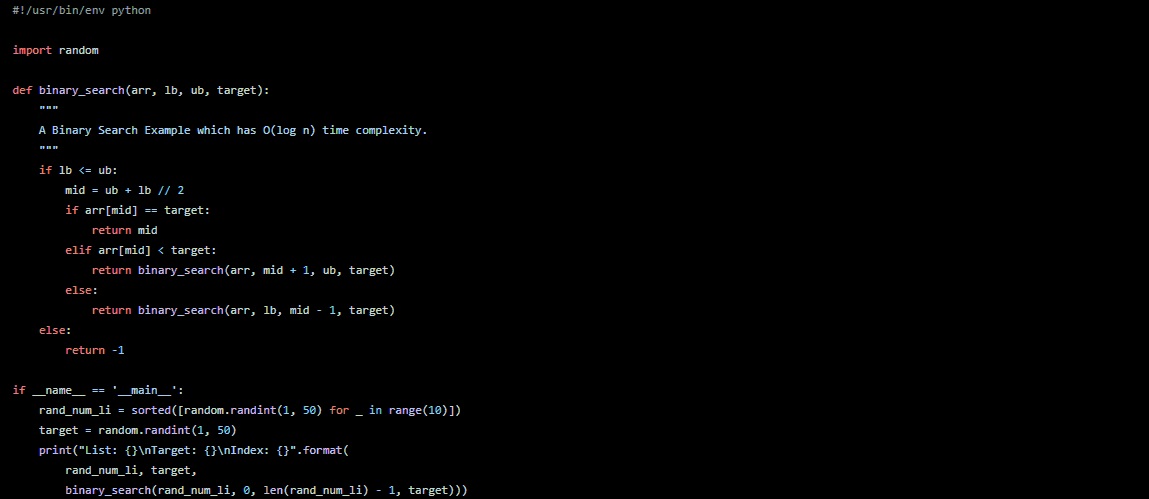 #!/usr/bin/env python
import random
def binary_search(arr, lb, ub, target):
    """
    A Binary Search Example which has O(log n) time complexity.
    """
    if lb <= ub:
        mid = ub + lb // 2
        if arr[mid] == target:
            return mid
        elif arr[mid] < target:
            return binary_search(arr, mid + 1, ub, target)
        else:
            return binary_search(arr, lb, mid - 1, target)
    else:
        return -1
if __name__ == '__main__':
    rand_num_li = sorted([random.randint(1, 50) for _ in range(10)])
    target = random.randint(1, 50)
    print("List: {}\nTarget: {}\nIndex: {}".format(
        rand_num_li, target,
        binary_search(rand_num_li, 0, len(rand_num_li) - 1, target)))